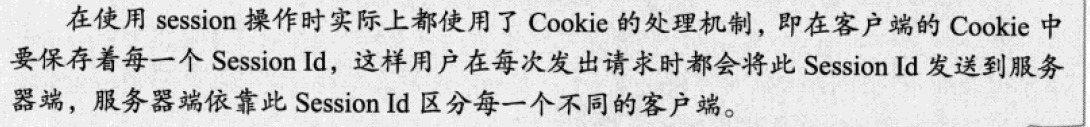 在使用 session 操作时实际上都使用了 Cookie 的处理机制，即在客户端的 Cookie 中
要保存着每一个 Session Id，这样用户在每次发出请求时都会将此 Session Id 发送到服务
器端，服务器端依靠此 Session Id 区分每一个不同的客户端。